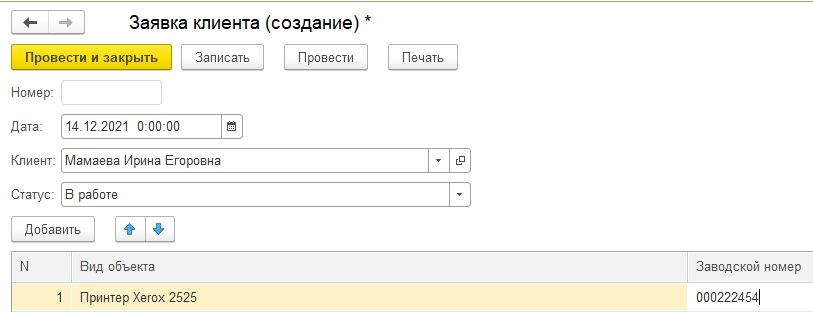 Заявка клиента (создание) *
Провести и закрыть Записать Провести Печать
Номер:
Дата: 14.12.2021 0:00:00
Клиент: Мамаева Ирина Егоровна
Статус: В работе
Добавить
N Вид объекта Заводской номер
1 Принтер Xerox 2525 000222454